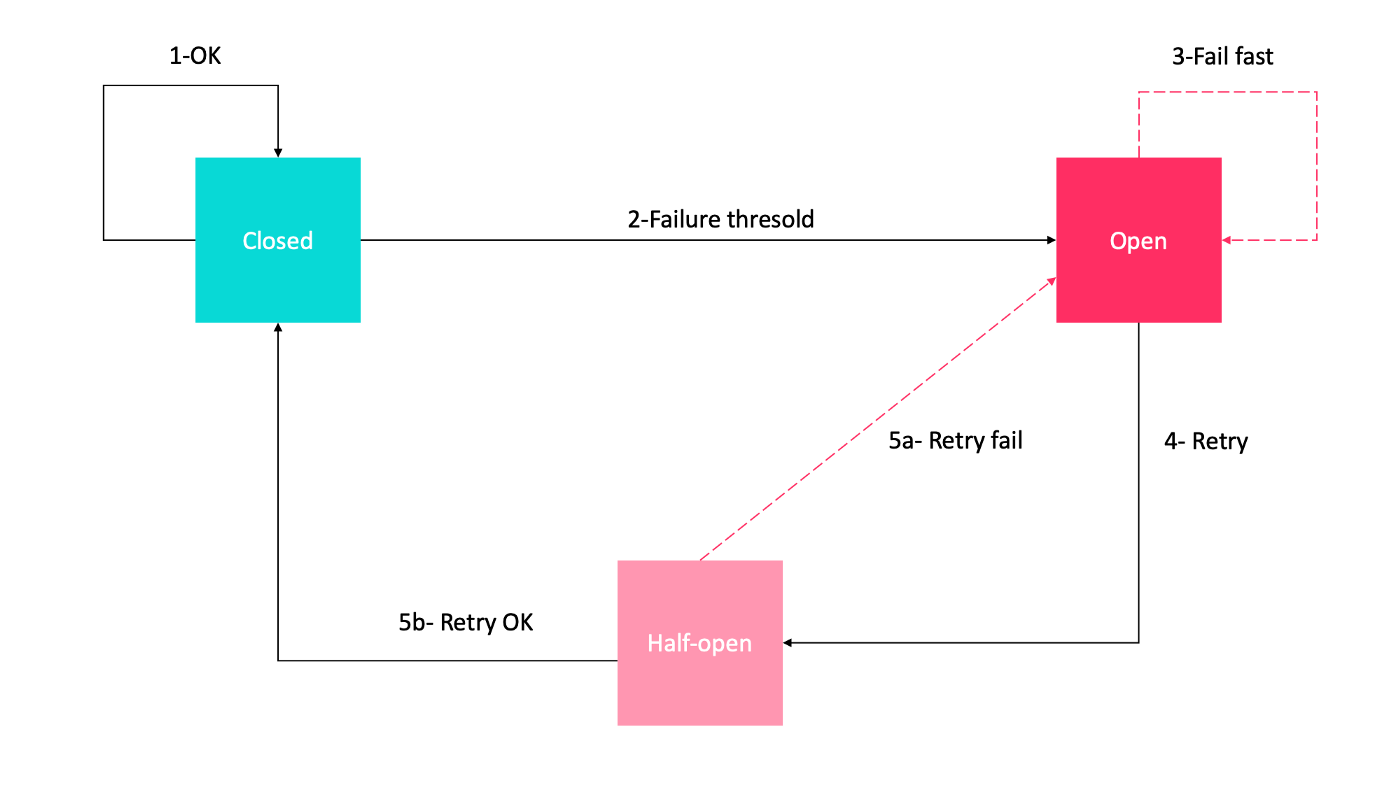 1-OK
3-Fail fast
2-Failure thresold
Closed
Open
5a- Retry fail
4- Retry
5b- Retry OK
Half-open